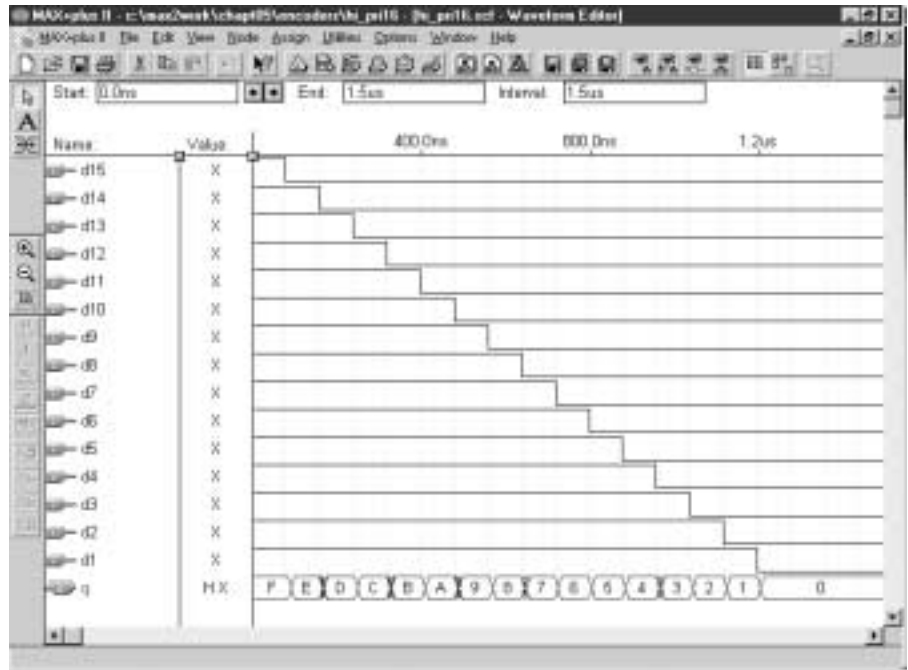 MAX+plus II - c:\max2work\chapt05\encoders\hi_pri16 - [hi_pri16.scf - Waveform Editor]
MAX+plus II File Edit View Node Assign Utilities Options Window Help
Start: 0.0ns End: 1.5us Interval: 1.5us
Name: Value: 400.0ns 800.0ns 1.2us
d15 X
d14 X
d13 X
d12 X
d11 X
d10 X
d9 X
d8 X
d7 X
d6 X
d5 X
d4 X
d3 X
d2 X
d1 X
q H X F E D C B A 9 8 7 6 5 4 3 2 1 0